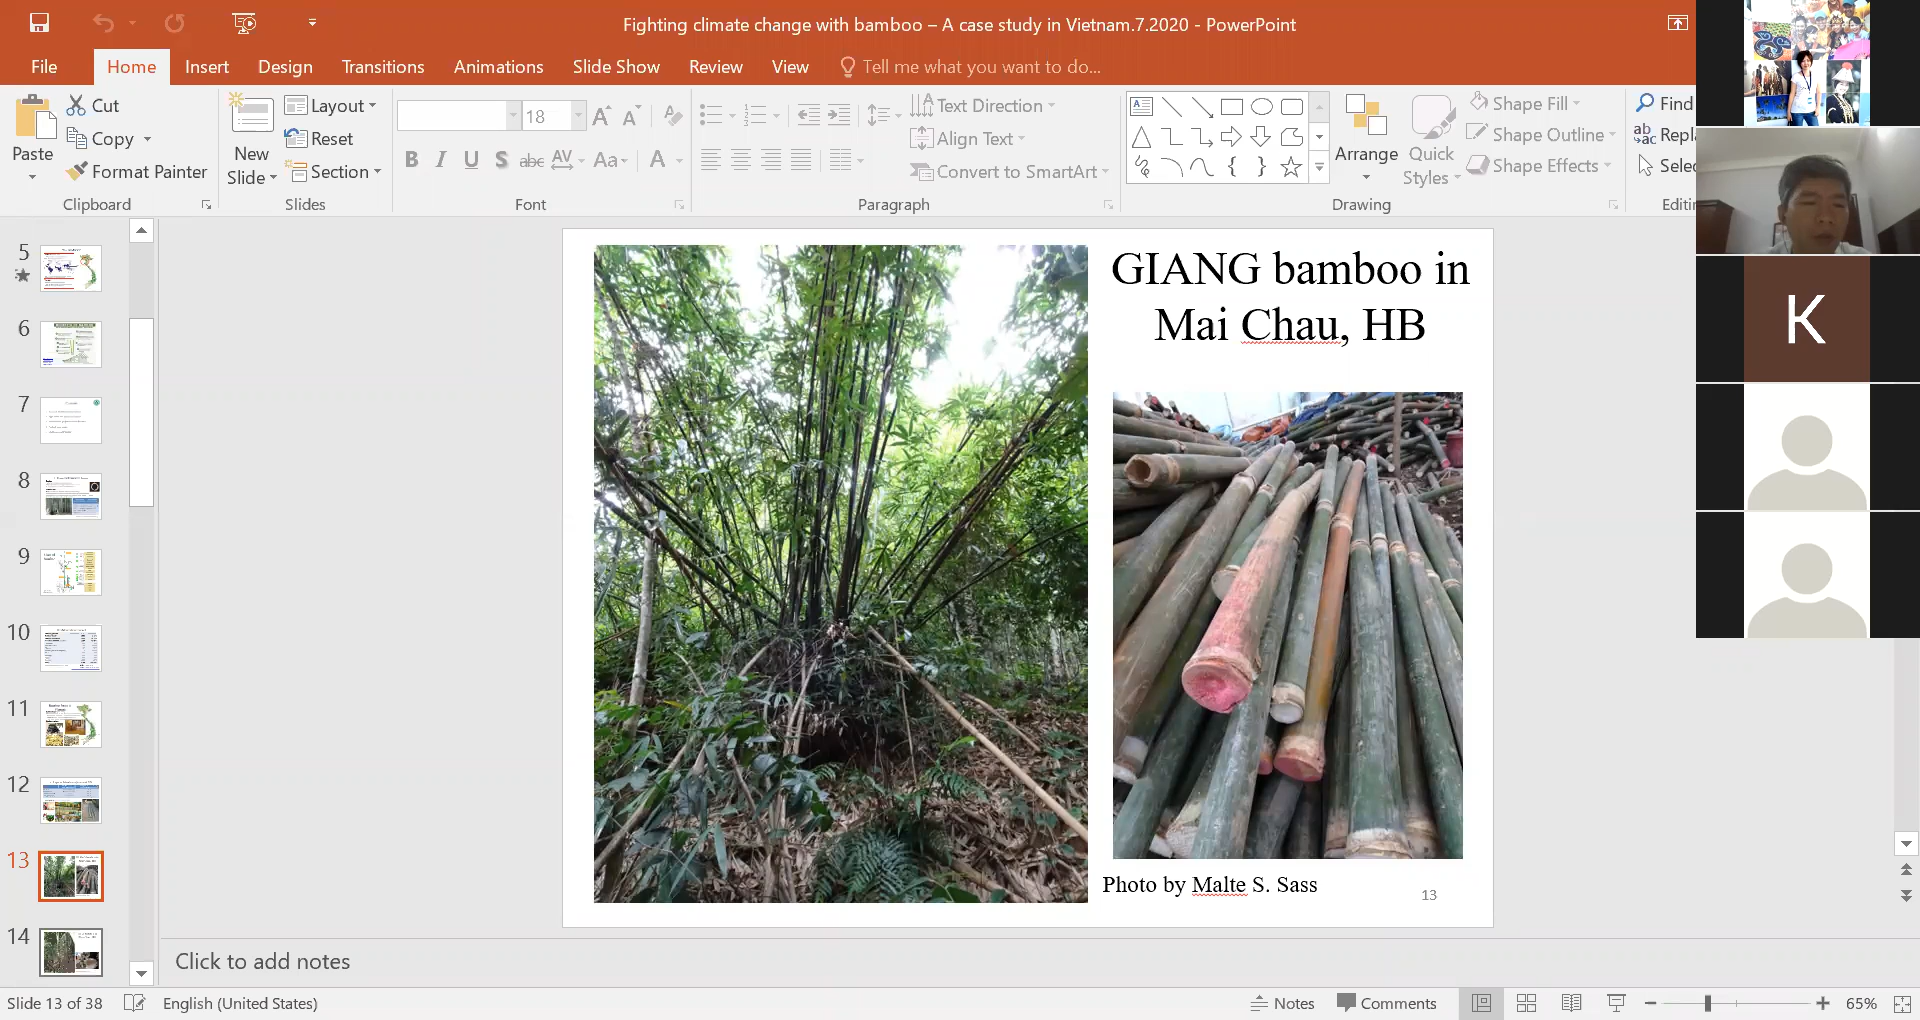 Fighting climate change with bamboo – A case study in Vietnam.7.2020 - PowerPoint
File Home Insert Design Transitions Animations Slide Show Review View Tell me what you want to do...
Paste
Cut
Copy
Format Painter
Clipboard
New
Slide
Layout
Reset
Section
Slides
18
B I U S abc AV Aa A
Font
Text Direction
Align Text
Convert to SmartArt
Paragraph
Arrange
Quick
Styles
Shape Fill
Shape Outline
Shape Effects
Drawing
Find
K
5
6
7
8
9
10
11
12
13
14
GIANG bamboo in
Mai Chau, HB
Photo by Malte S. Sass
13
Click to add notes
Slide 13 of 38 English (United States) Notes Comments 65%